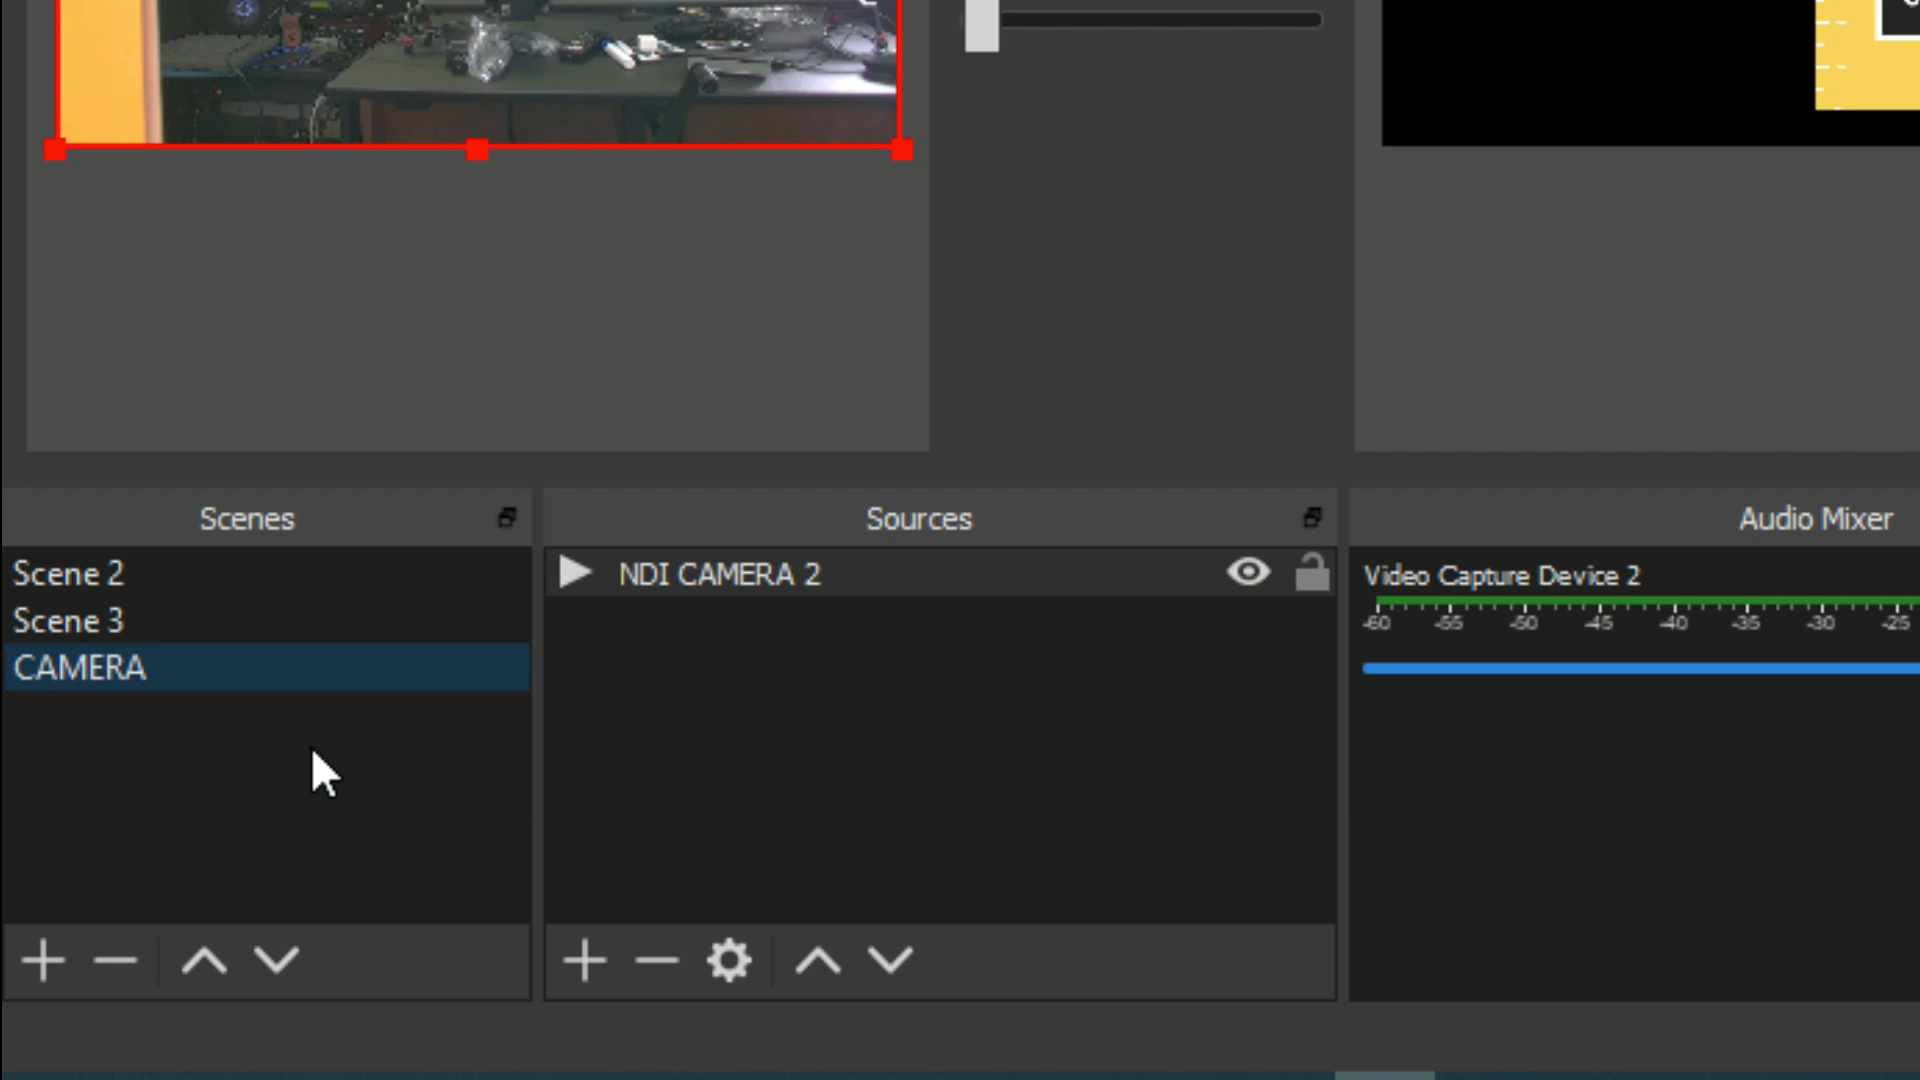 Scenes
Scene 2
Scene 3
CAMERA
Sources
NDI CAMERA 2
Audio Mixer
Video Capture Device 2
-60 -55 -50 -45 -40 -35 -30 -25